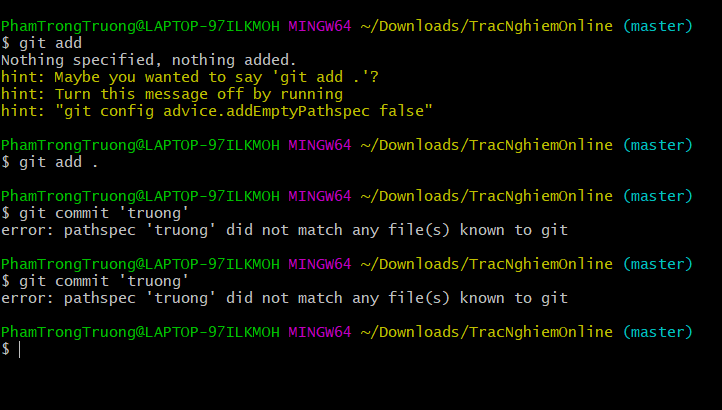 PhamTrongTruong@LAPTOP-97ILKMOH MINGW64 ~/Downloads/TracNghiemOnline (master)
$ git add
Nothing specified, nothing added.
hint: Maybe you wanted to say 'git add .'?
hint: Turn this message off by running
hint: "git config advice.addEmptyPathspec false"
PhamTrongTruong@LAPTOP-97ILKMOH MINGW64 ~/Downloads/TracNghiemOnline (master)
$ git add .
PhamTrongTruong@LAPTOP-97ILKMOH MINGW64 ~/Downloads/TracNghiemOnline (master)
$ git commit 'truong'
error: pathspec 'truong' did not match any file(s) known to git
PhamTrongTruong@LAPTOP-97ILKMOH MINGW64 ~/Downloads/TracNghiemOnline (master)
$ git commit 'truong'
error: pathspec 'truong' did not match any file(s) known to git
PhamTrongTruong@LAPTOP-97ILKMOH MINGW64 ~/Downloads/TracNghiemOnline (master)
$